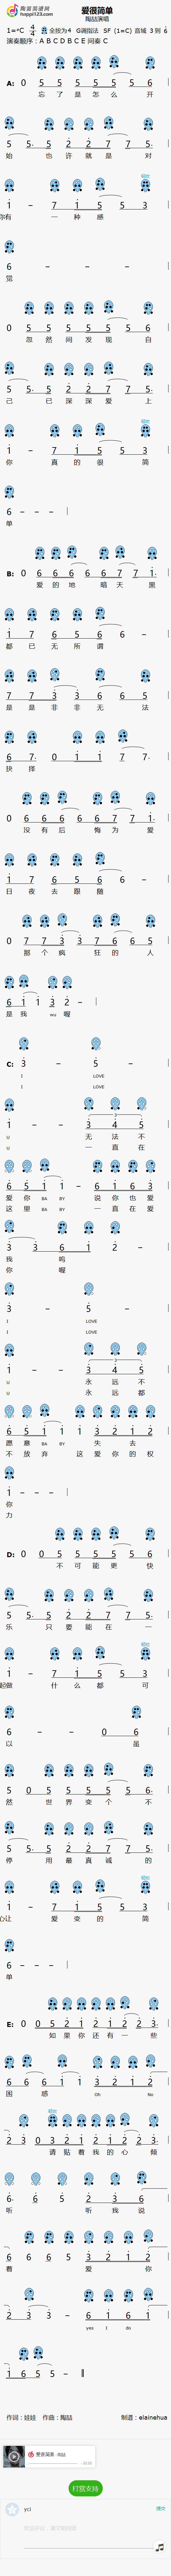 陶笛简谱网
happy123.com
爱很简单
陶喆演唱
1=♯C 4/4 全按为4 G调指法 SF (1=C) 音域 3 到 6
演奏顺序: A B C D B C E 间奏 C
A: 0 5 5 5 5 5 5 5
忘 了 是 怎 么 开
5 5. 5 2 2 7 7 5.
始 也 许 就 是 对
1 – 7 1 5 5 3
你有 一 种 感
6 – – –
觉
0 5 5 5 5 5 5 6
忽 然 间 发 现 自
5 5. 5 2 2 7 7 5.
己 已 深 深 爱 上
1 – 7 1 5 5 3
你 真 的 很 简
6 – – –
单
B: 0 6 6 6 6 6 7 7 1.
爱 的 地 暗 天 黑
1 7 6 5 6 6 –
都 已 无 所 谓
7 7 3 3 6 6 5
是 是 非 非 无 法
6 7. 0 1 1 7 7.
抉 择
0 6 6 6 6 6 7 7 1
没 有 后 悔 为 爱
1 7 6 5 6 6 –
日 夜 去 跟 随
0 7 7 3 3 7 6 6 5
那 个 疯 狂 的 人
6 1 1 3 2 –
是 我 wu 喔
C: 3 – 5 –
I LOVE
I LOVE
1 – – 3 4 5
u 无 法 不
u 一 直 在
6 5 1 1 – 6 1 6 3
爱 你 BA BY 说 你 也 爱
这 里 BA BY 一 直 在 爱
3 3 6 1 2 –
我 呜
你 喔
3 – 5 –
I LOVE
I LOVE
1 – – 3 4 5
u 永 远 不
u 永 远 都
6 5 1 1 1 3 2 1 2
愿 意 BA BY 失 去
不 放 弃 这 爱 你 的 权
1 – – –
你
力
D: 0 0 5 5 5 5 5 6
不 可 能 更 快
5 5. 5 2 2 7 7 5.
乐 只 要 能 在 一
1 – 7 1 5 5 3
起做 什 么 都 可
6 – – 0 6
以 虽
5 0 5 5 5 5 5 6.
然 世 界 变 个 不
5 5. 5 2 2 7 7 5.
停 用 最 真 诚 的
1 – 7 1 5 5 3
心让 爱 变 的 简
6 – – –
单
E: 0 0 5 2 1 2 1 2 2 3.
如 果 你 还 有 一 些
6 6 6 1 1 3 2 1 2
困 惑 Oh No
2 3 0 3 2 1 2 1 2 2 3.
请 贴 着 我 的 心 倾
6. 6 5 2 3 6
听 听 我 说
6 6 6 5 3 2 1 2
着 爱 你
2 3 3 – 6 1 6 1
yes I do
1 6 5 5 –
作词: 娃娃 作曲: 陶喆 制谱: elainehua
爱很简单 - 陶喆
打赏支持
ycl